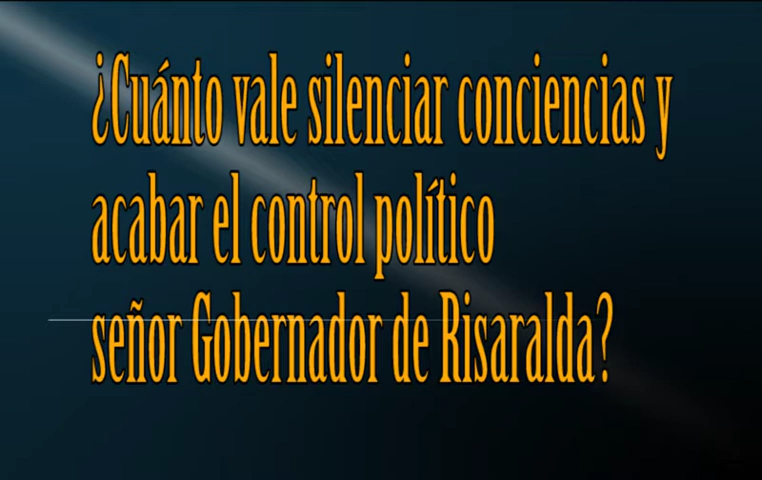 ¿Cuánto vale silenciar conciencias y
acabar el control político
señor Gobernador de Risaralda?